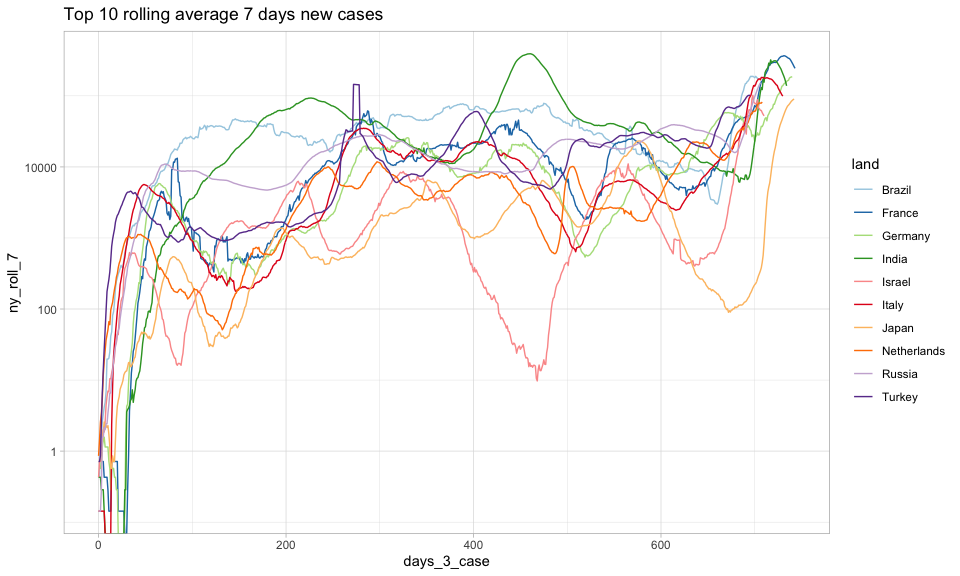 Top 10 rolling average 7 days new cases
ny_roll_7
10000
100
1
0
200
400
600
days_3_case
land
Brazil
France
Germany
India
Israel
Italy
Japan
Netherlands
Russia
Turkey